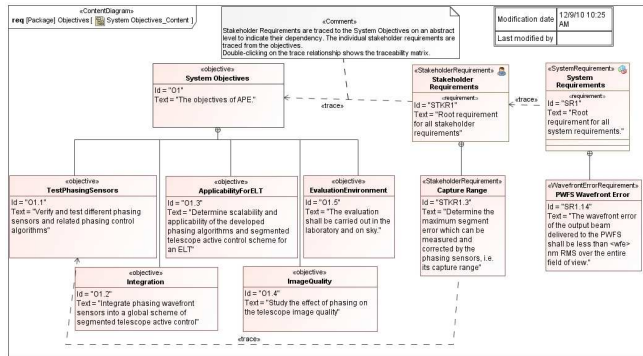 «ContentDiagram»
req [Package] Objectives [ System Objectives_Content ]
«Comment»
Stakeholder Requirements are traced to the System Objectives on an abstract
level to indicate their dependency. The individual stakeholder requirements are
traced from the objectives.
Double-clicking on the trace relationship shows the traceability matrix.
Modification date
12/9/10 10:25
AM
Last modified by
«objective»
System Objectives
Id = "O1"
Text = "The objectives of APE."
«trace»
«StakeholderRequirement»
Stakeholder
Requirements
«requirement»
Id = "STKR1"
Text = "Root requirement
for all stakeholder
requirements"
«trace»
«SystemRequirement»
System
Requirements
«requirement»
Id = "SR1"
Text = "Root
requirement for all
system requirements."
«objective»
TestPhasingSensors
Id = "O1.1"
Text = "Verify and test different phasing
sensors and related phasing control
algorithms"
«objective»
ApplicabilityForELT
Id = "O1.3"
Text = "Determine scalability and
applicability of the developed
phasing algorithms and segmented
telescope active control scheme for
an ELT"
«objective»
EvaluationEnvironment
Id = "O1.5"
Text = "The evaluation
shall be carried out in the
laboratory and on sky."
«StakeholderRequirement»
Capture Range
Id = "STKR1.3"
Text = "Determine the
maximum segment
error which can be
measured and
corrected by the
phasing sensors, i.e.
its capture range"
«WavefrontErrorRequirement»
PWFS Wavefront Error
Id = "SR1.14"
Text = "The wavefront error
of the output beam
delivered to the PWFS
shall be less than <wfe>
nm RMS over the entire
field of view."
«objective»
Integration
Id = "O1.2"
Text = "Integrate phasing wavefront
sensors into a global scheme of
segmented telescope active control"
«objective»
ImageQuality
Id = "O1.4"
Text = "Study the effect of phasing on
the telescope image quality"
«trace»